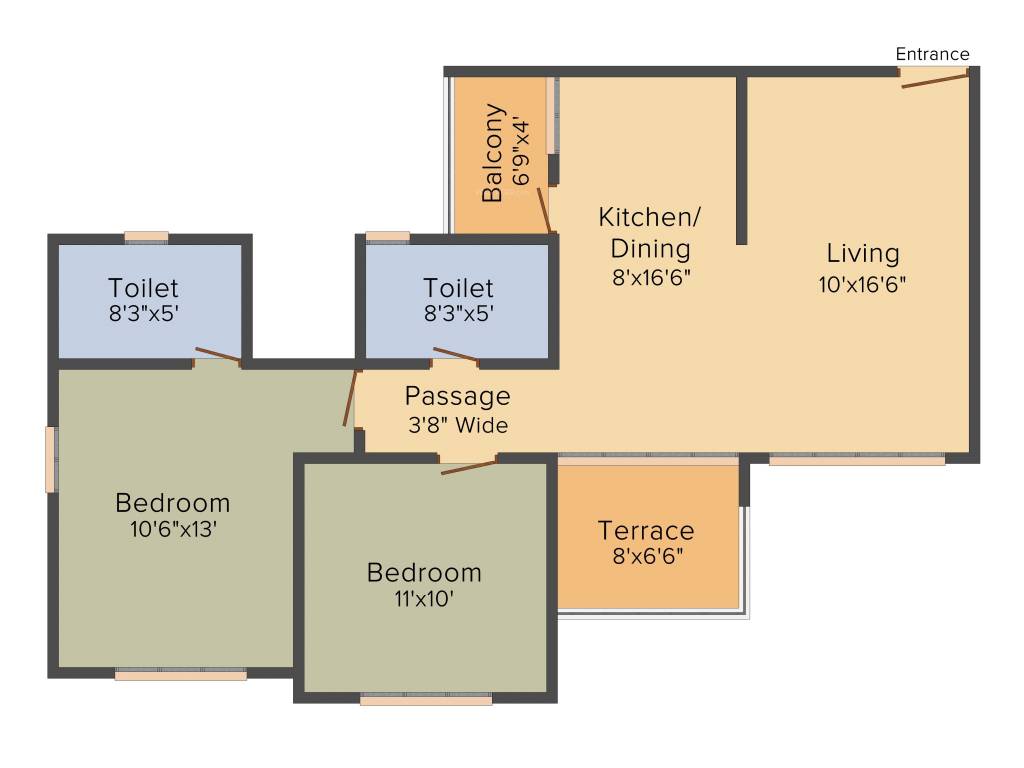 Entrance
Balcony
6'9"x4'
Kitchen/
Dining
8'x16'6"
Living
10'x16'6"
Toilet
8'3"x5'
Toilet
8'3"x5'
Passage
3'8" Wide
Bedroom
10'6"x13'
Bedroom
11'x10'
Terrace
8'x6'6"